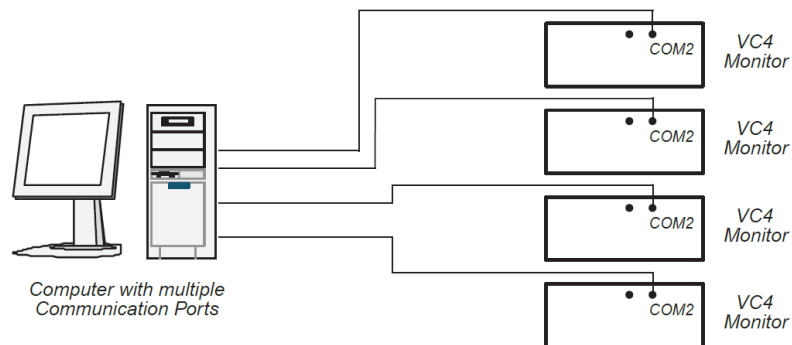 COM2
VC4
Monitor
COM2
VC4
Monitor
COM2
VC4
Monitor
Computer with multiple
Communication Ports
COM2
VC4
Monitor